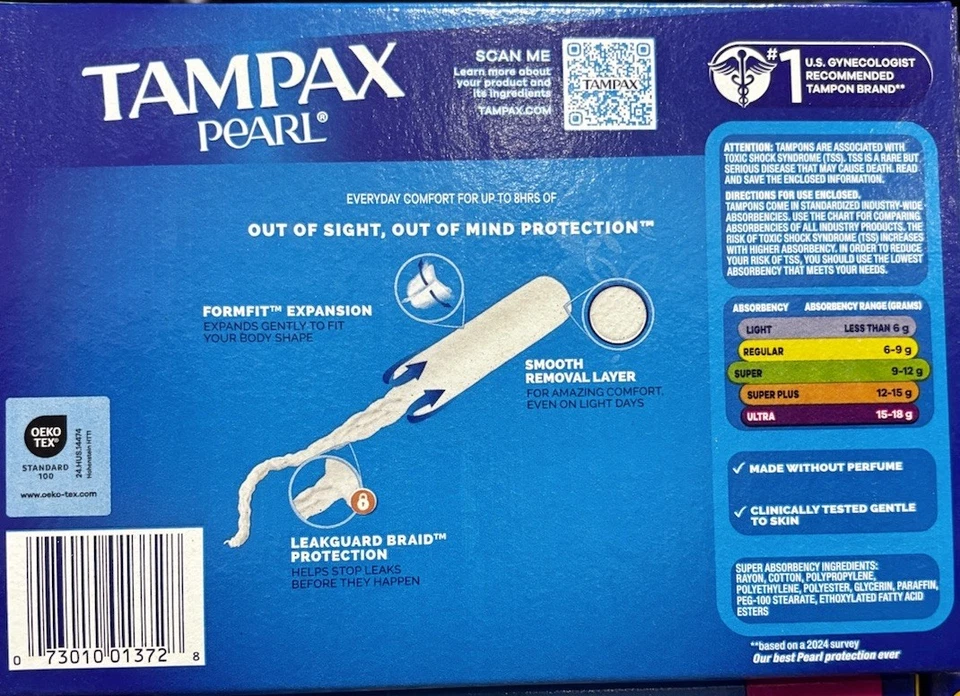 TAMPAX
PEARL®
SCAN ME
Learn more about
your product and
its ingredients
TAMPAX.COM
TAMPAX
#1
U.S. GYNECOLOGIST
RECOMMENDED
TAMPON BRAND**
EVERYDAY COMFORT FOR UP TO 8HRS OF
OUT OF SIGHT, OUT OF MIND PROTECTION™
FORMFIT™ EXPANSION
EXPANDS GENTLY TO FIT
YOUR BODY SHAPE
SMOOTH
REMOVAL LAYER
FOR AMAZING COMFORT,
EVEN ON LIGHT DAYS
LEAKGUARD BRAID™
PROTECTION
HELPS STOP LEAKS
BEFORE THEY HAPPEN
OEKO
TEX®
STANDARD
100
24.HUS.14474
Hohenstein HTTI
www.oeko-tex.com
0 73010 01372 8
ATTENTION: TAMPONS ARE ASSOCIATED WITH
TOXIC SHOCK SYNDROME (TSS). TSS IS A RARE BUT
SERIOUS DISEASE THAT MAY CAUSE DEATH. READ
AND SAVE THE ENCLOSED INFORMATION.
DIRECTIONS FOR USE ENCLOSED.
TAMPONS COME IN STANDARDIZED INDUSTRY-WIDE
ABSORBENCIES. USE THE CHART FOR COMPARING
ABSORBENCIES OF ALL INDUSTRY PRODUCTS. THE
RISK OF TOXIC SHOCK SYNDROME (TSS) INCREASES
WITH HIGHER ABSORBENCY. IN ORDER TO REDUCE
YOUR RISK OF TSS, YOU SHOULD USE THE LOWEST
ABSORBENCY THAT MEETS YOUR NEEDS.
ABSORBENCY ABSORBENCY RANGE (GRAMS)
LIGHT LESS THAN 6 g
REGULAR 6-9 g
SUPER 9-12 g
SUPER PLUS 12-15 g
ULTRA 15-18 g
✓ MADE WITHOUT PERFUME
✓ CLINICALLY TESTED GENTLE
TO SKIN
SUPER ABSORBENCY INGREDIENTS:
RAYON, COTTON, POLYPROPYLENE,
POLYETHYLENE, POLYESTER, GLYCERIN, PARAFFIN,
PEG-100 STEARATE, ETHOXYLATED FATTY ACID
ESTERS
**based on a 2024 survey
Our best Pearl protection ever